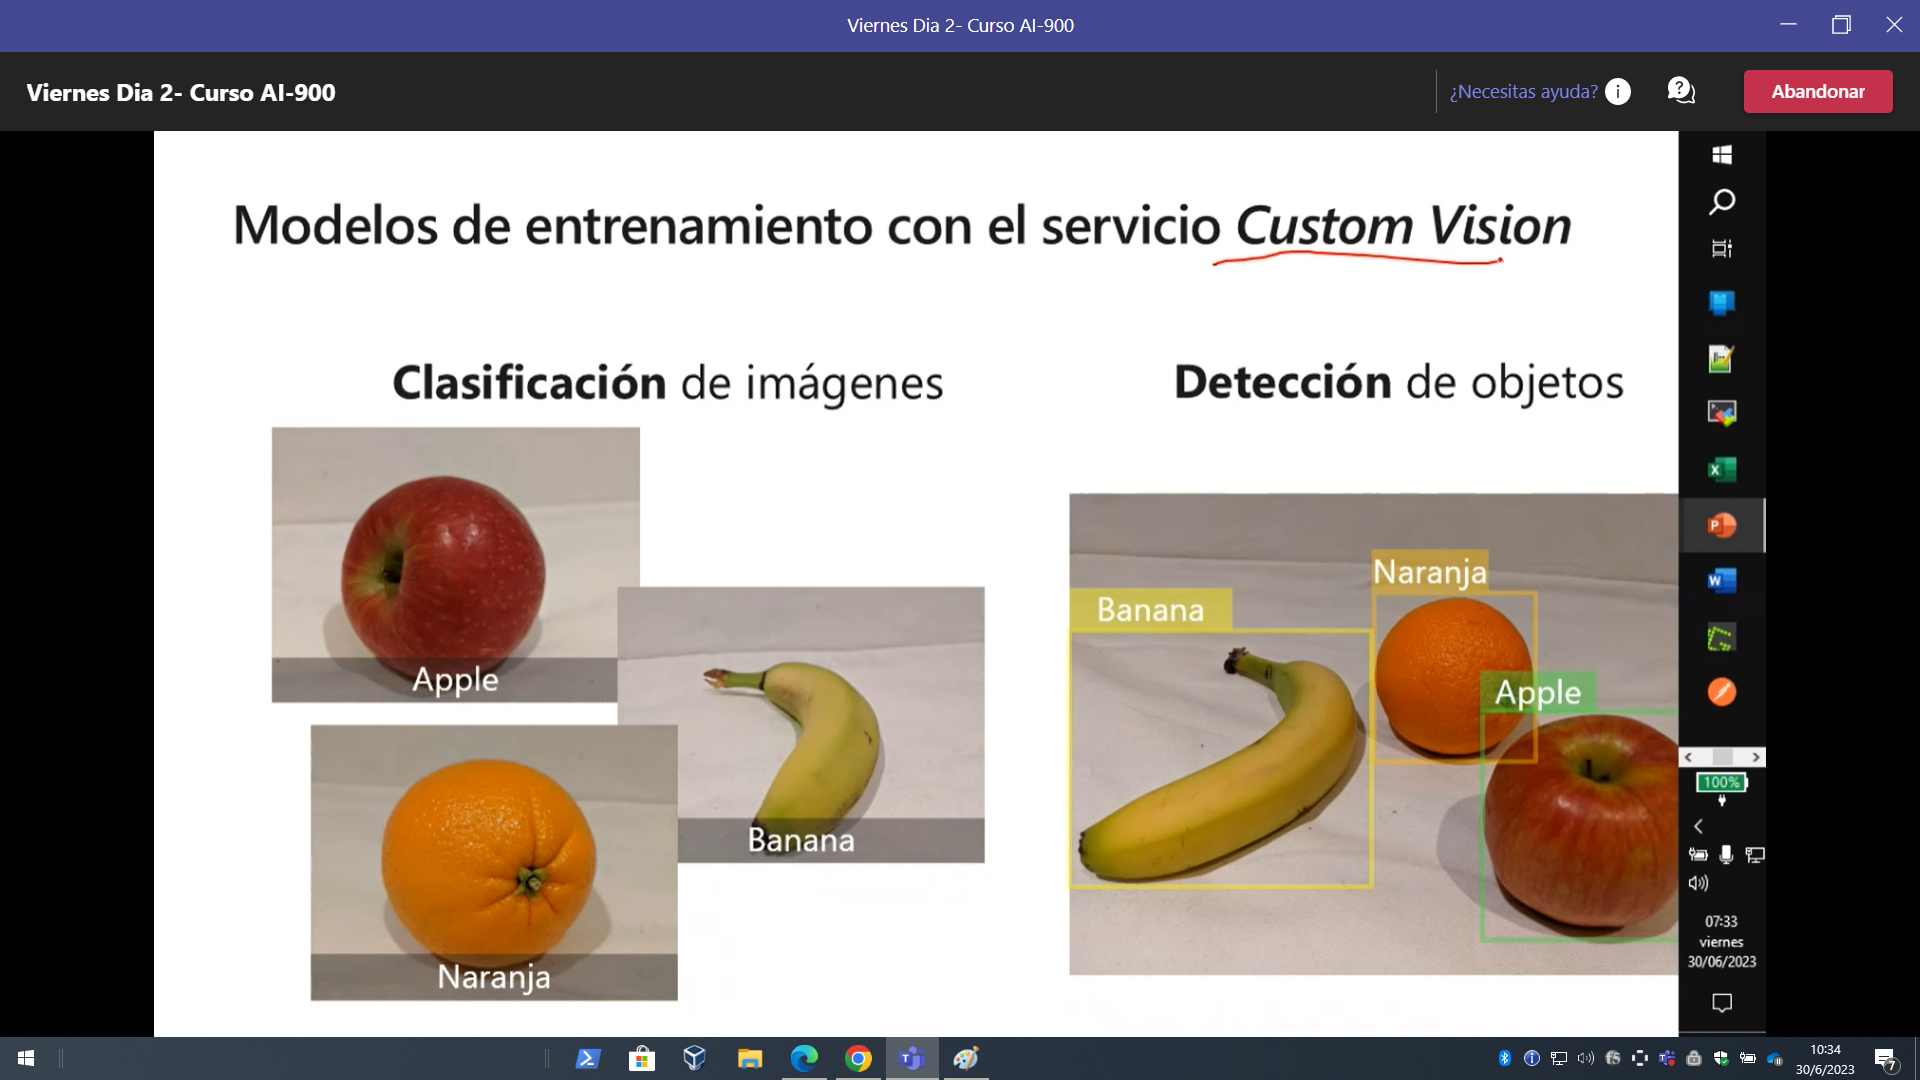 Viernes Dia 2- Curso AI-900
Viernes Dia 2- Curso AI-900
¿Necesitas ayuda?
Abandonar
Modelos de entrenamiento con el servicio Custom Vision
Clasificación de imágenes
Detección de objetos
Apple
Banana
Naranja
Naranja
Banana
Apple
100%
07:33
viernes
30/06/2023
10:34
30/6/2023
7